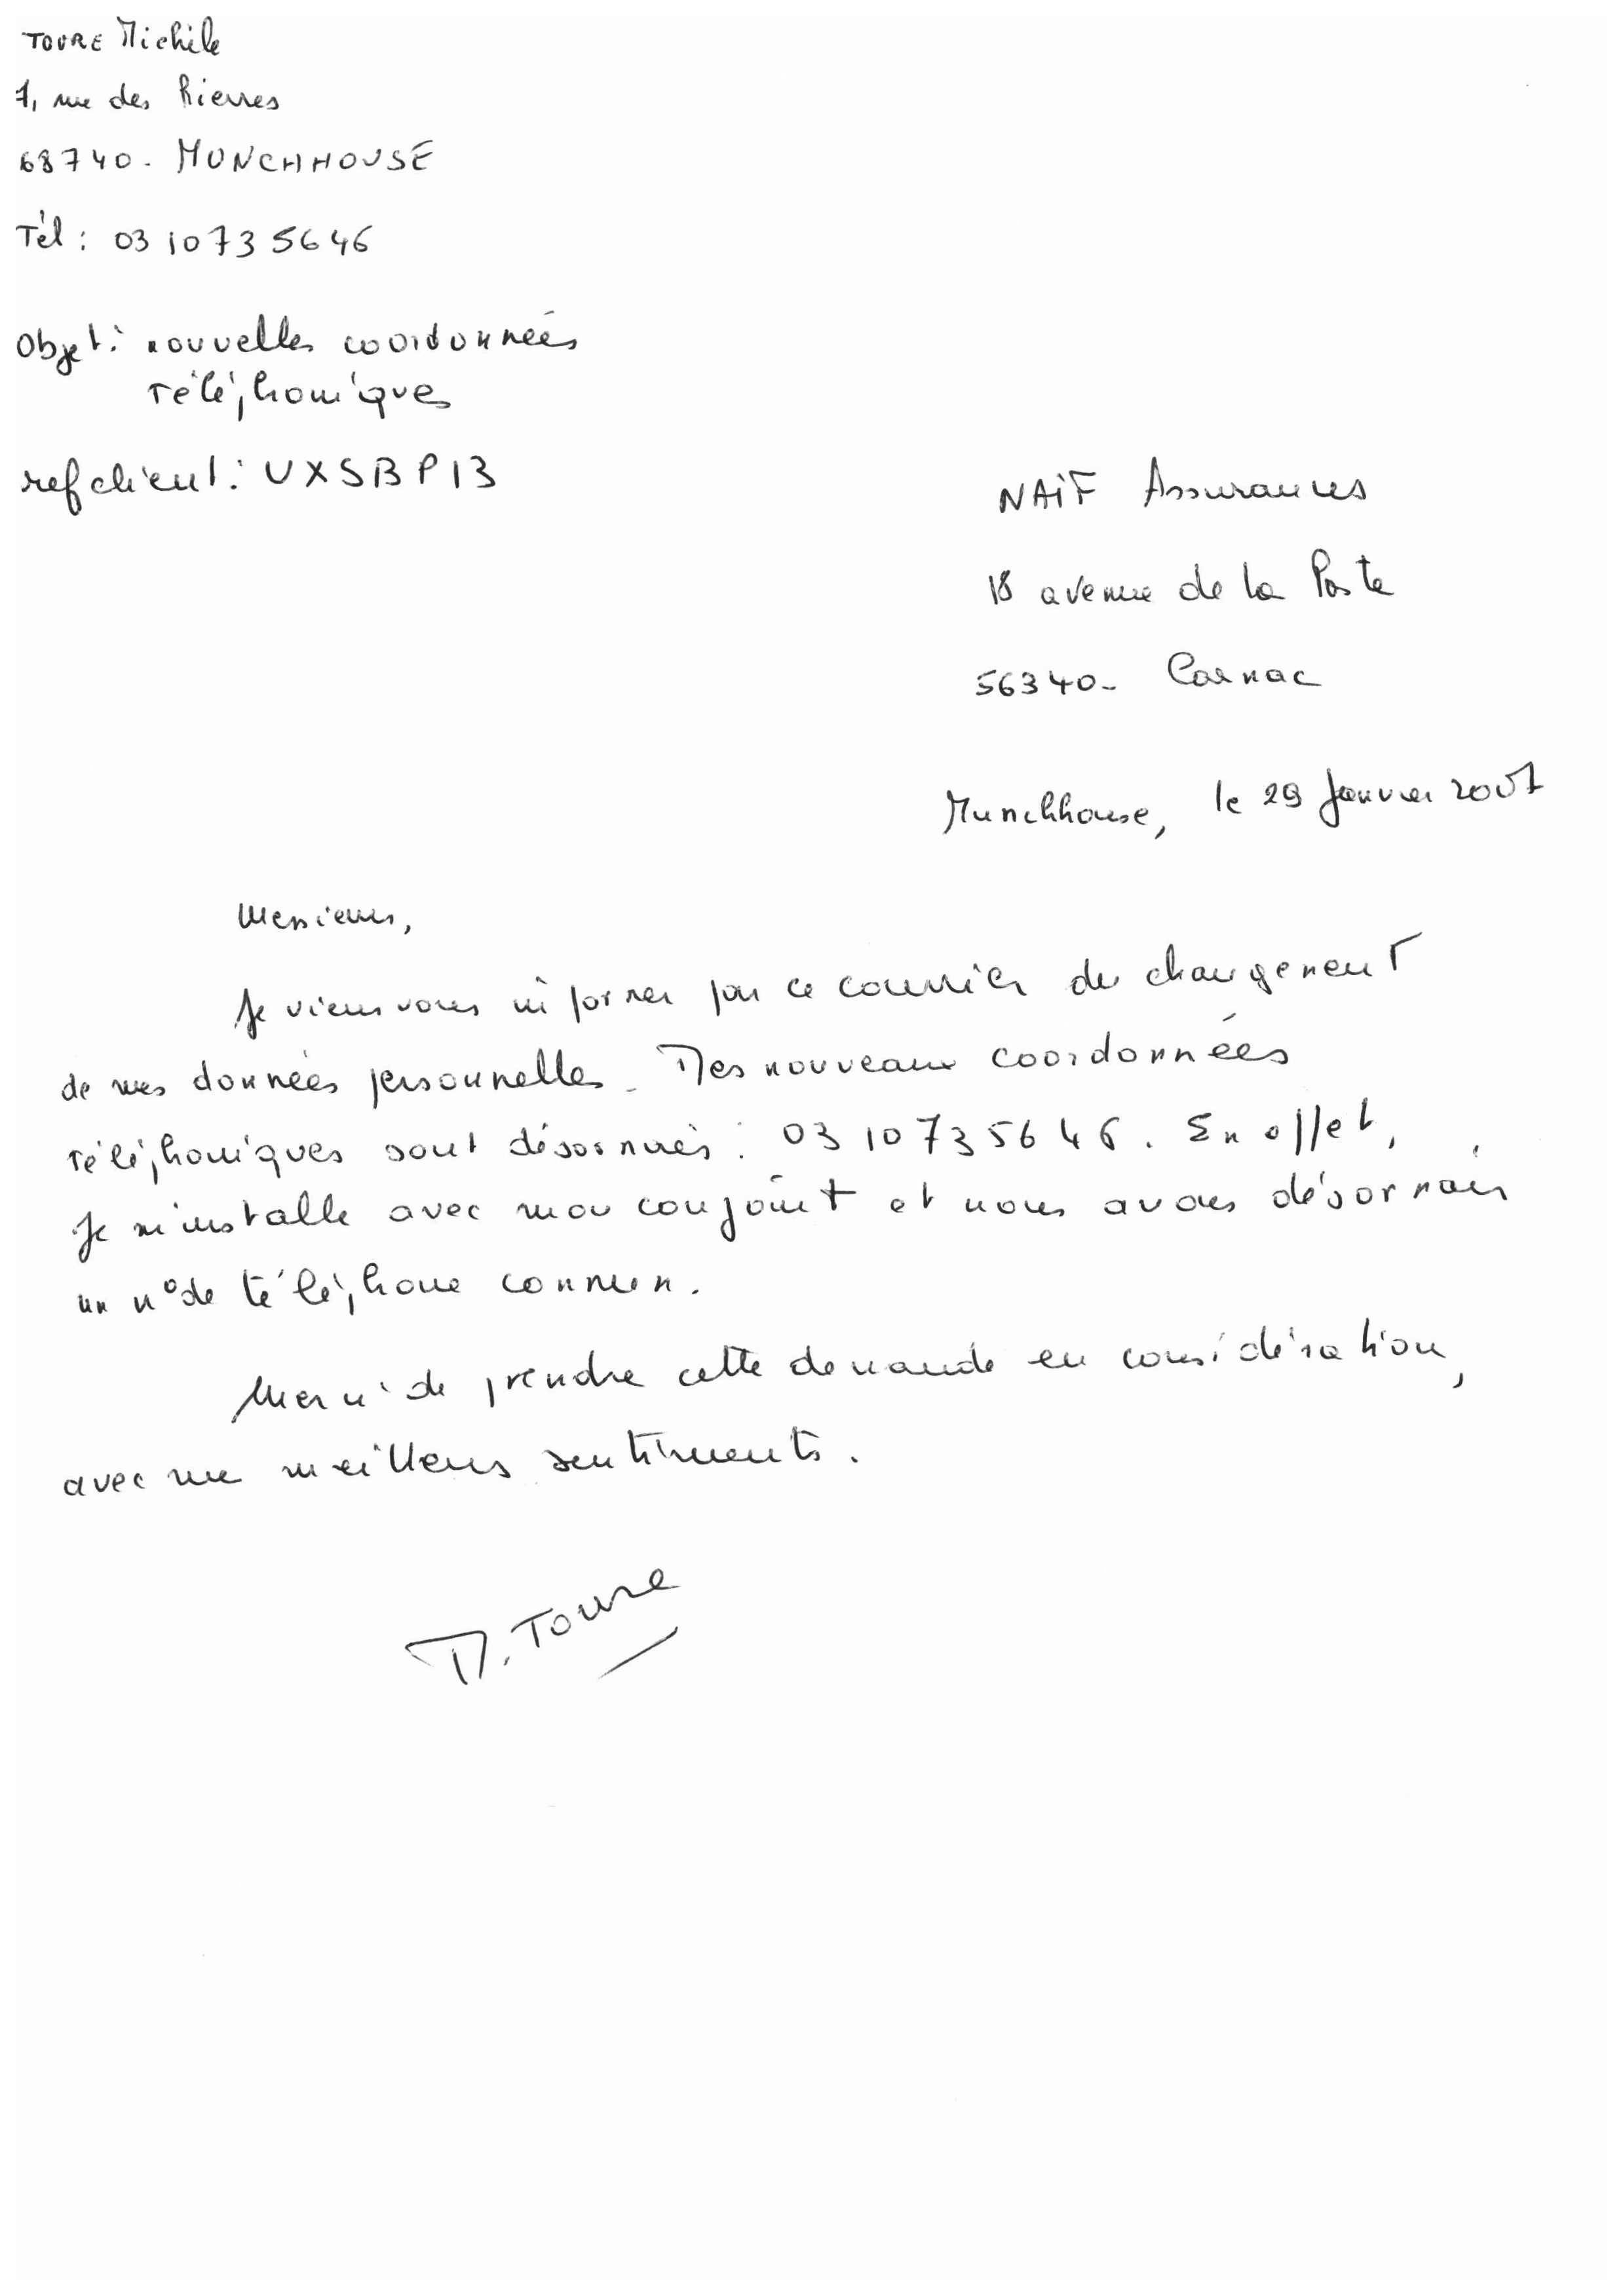 TOURE Michèle
7, rue des Pierres
68740 - MUNCHHOUSE
Tél : 03 10 73 56 46
Objet : nouvelles coordonnées
téléphoniques
ref client : UXSBP13
NAIF Assurances
18 avenue de la Poste
56340 - Carnac
Munchhouse, le 29 Janvier 2007
Messieurs,
Je viens vous informer par ce courrier du changement
de mes données personnelles. Mes nouveaux coordonnées
téléphoniques sont désormais : 03 10 73 56 46. En effet,
Je m'installe avec mon conjoint et nous avons désormais
un n° de téléphone commun.
Merci de prendre cette demande en considération,
avec me meilleurs sentiments.
M. Toure